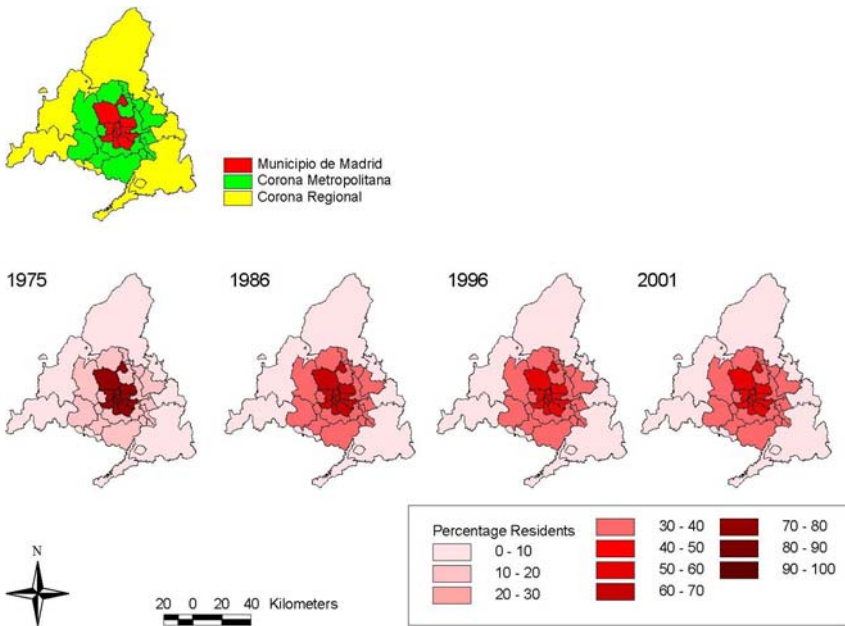 Municipio de Madrid
Corona Metropolitana
Corona Regional
1975
1986
1996
2001
Percentage Residents
0 - 10
10 - 20
20 - 30
30 - 40
40 - 50
50 - 60
60 - 70
70 - 80
80 - 90
90 - 100
N
20 0 20 40 Kilometers